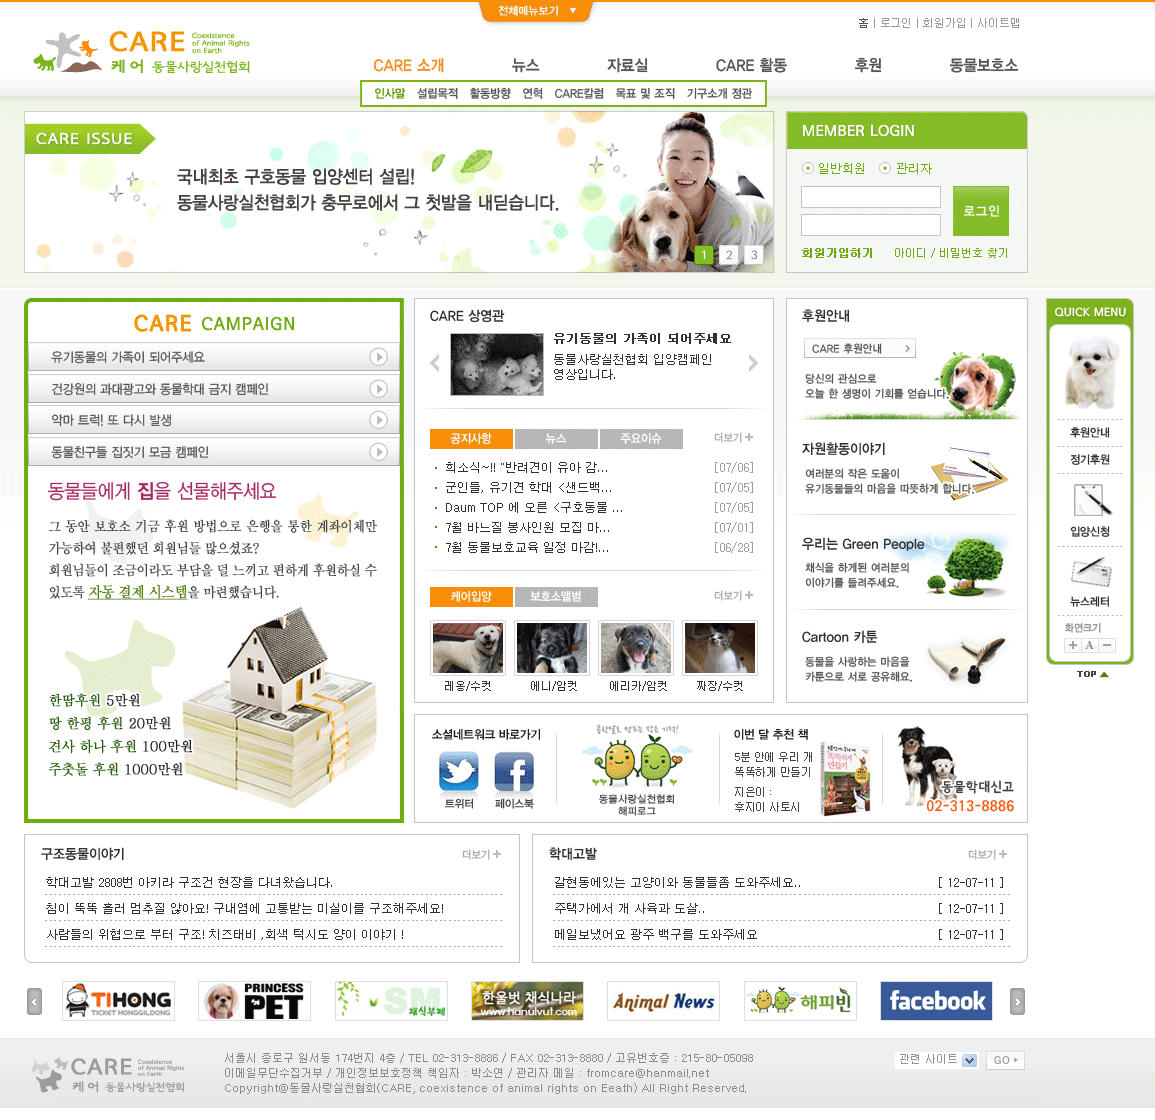 전체메뉴보기
홈 | 로그인 | 회원가입 | 사이트맵
CARE Coexistence of Animal Rights on Earth
케어 동물사랑실천협회
CARE 소개 뉴스 자료실 CARE 활동 후원 동물보호소
인사말 설립목적 활동방향 연혁 CARE칼럼 목표 및 조직 기구소개 정관
CARE ISSUE
국내최초 구호동물 입양센터 설립!
동물사랑실천협회가 충무로에서 그 첫발을 내딛습니다.
1 2 3
MEMBER LOGIN
일반회원 관리자
로그인
회원가입하기 아이디 / 비밀번호 찾기
CARE CAMPAIGN
유기동물의 가족이 되어주세요
건강원의 과대광고와 동물학대 금지 캠페인
악마 트럭! 또 다시 발생
동물친구들 집짓기 모금 캠페인
동물들에게 집을 선물해주세요
그 동안 보호소 기금 후원 방법으로 은행을 통한 계좌이체만
가능하여 불편했던 회원님들 많으셨죠?
회원님들이 조금이라도 부담을 덜 느끼고 편하게 후원하실 수
있도록 자동 결제 시스템을 마련했습니다.
한땀후원 5만원
땅 한평 후원 20만원
견사 하나 후원 100만원
주춧돌 후원 1000만원
CARE 상영관
유기동물의 가족이 되어주세요
동물사랑실천협회 입양캠페인
영상입니다.
공지사항 뉴스 주요이슈 더보기
희소식~!! "반려견이 유아 감... [07/06]
군인들, 유기견 학대 <샌드백... [07/05]
Daum TOP 에 오른 <구호동물 ... [07/05]
7월 바느질 봉사인원 모집 마... [07/01]
7월 동물보호교육 일정 마감!... [06/28]
케어입양 보호소앨범 더보기
레옹/수컷 에니/암컷 에리카/암컷 짜장/수컷
후원안내
CARE 후원안내
당신의 관심으로
오늘 한 생명이 기회를 얻습니다.
자원활동이야기
여러분의 작은 도움이
유기동물들의 마음을 따뜻하게 합니다.
우리는 Green People
채식을 하게된 여러분의
이야기를 들려주세요.
Cartoon 카툰
동물을 사랑하는 마음을
카툰으로 서로 공유해요.
QUICK MENU
후원안내
정기후원
입양신청
뉴스레터
화면크기
A
TOP
소셜네트워크 바로가기
트위터 페이스북
콩한알로 만드는 작은 기적!
동물사랑실천협회
해피로그
이번 달 추천 책
5분 안에 우리 개
똑똑하게 만들기
지은이 :
후지이 사토시
동물학대신고
02-313-8886
구조동물이야기 더보기
학대고발 2808번 아키라 구조건 현장을 다녀왔습니다.
침이 뚝뚝 흘러 멈추질 않아요! 구내염에 고통받는 미실이를 구조해주세요!
사람들의 위협으로 부터 구조! 치즈태비 ,회색 턱시도 양이 이야기 !
학대고발 더보기
갈현동에있는 고양이와 동물들좀 도와주세요.. [ 12-07-11 ]
주택가에서 개 사육과 도살.. [ 12-07-11 ]
메일보냈어요 광주 백구를 도와주세요 [ 12-07-11 ]
TIHONG TICKET HONGGILDONG
PRINCESS PET
SM 채식부페
한울벗 채식나라 www.hanulvut.com
Animal News
해피빈
facebook
CARE Coexistence of Animal Rights on Earth
케어 동물사랑실천협회
서울시 종로구 원서동 174번지 4층 / TEL 02-313-8886 / FAX 02-313-8880 / 고유번호증 : 215-80-05098
이메일무단수집거부 / 개인정보보호정책 책임자 : 박소연 / 관리자 메일 : fromcare@hanmail.net
Copyright@동물사랑실천협회(CARE, coexistence of animal rights on Eeath) All Right Reserved.
관련 사이트 GO